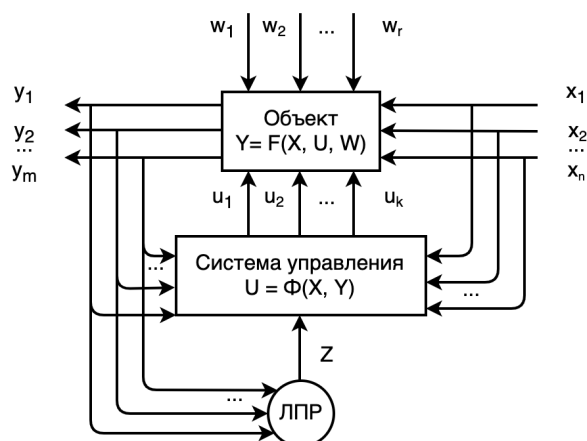 w1 w2 ... wr
y1
y2
...
ym
Объект
Y= F(X, U, W)
x1
x2
...
xn
u1 u2 ... uk
...
Система управления
U = Ф(X, Y)
...
Z
...
ЛПР